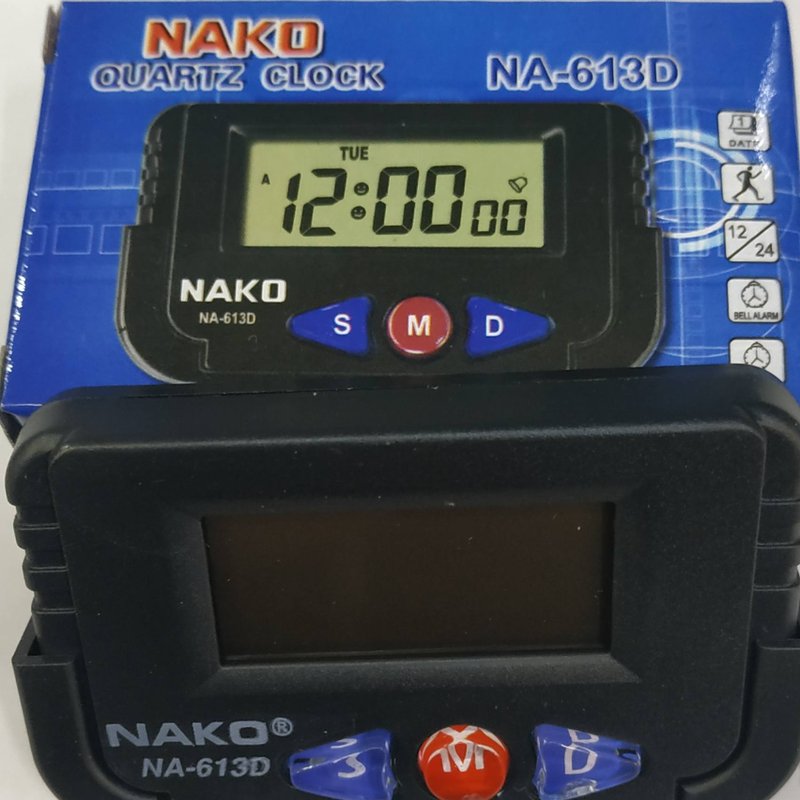 NAKO
QUARTZ CLOCK NA-613D
TUE
A 12:00 00
NAKO
NA-613D
S M D
1
DATE
12/24
BELL ALARM
NAKO®
NA-613D
S M D